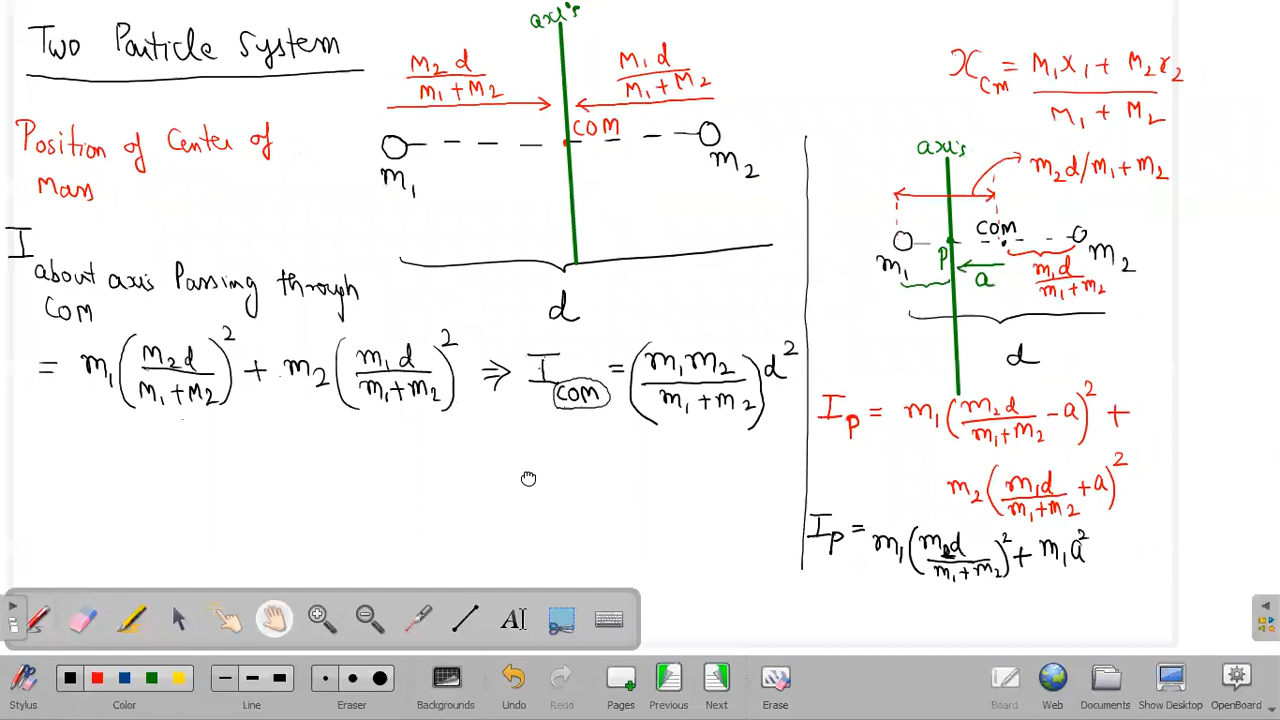 Two Particle System
Position of Center of
mass
I about axis Passing through
COM
= m₁(m₂d/m₁+m₂)² + m₂(m₁d/m₁+m₂)² ⇒ I_COM = (m₁m₂/m₁+m₂)d²
axis
m₂d/m₁+m₂
m₁d/m₁+m₂
COM
m₁
m₂
d
x_cm = m₁x₁ + m₂r₂/m₁ + m₂
axis
m₂d/m₁+m₂
COM
m₁
P
a
m₂
m₁d/m₁+m₂
d
I_P = m₁(m₂d/m₁+m₂ - a)² +
m₂(m₁d/m₁+m₂ + a)²
I_P = m₁(m₂d/m₁+m₂)² + m₁a²
Stylus
Color
Line
Eraser
Backgrounds
Undo
Redo
Pages
Previous
Next
Erase
Board
Web
Documents
Show Desktop
OpenBoard